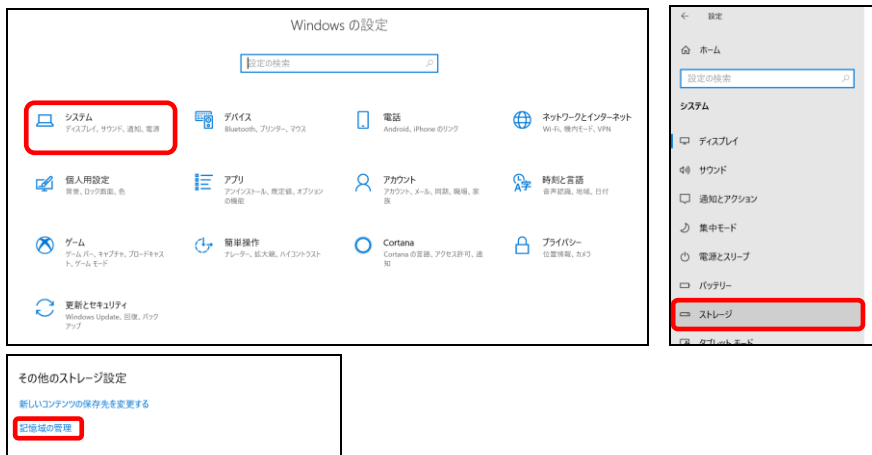 Windows の設定
設定の検索
システム
ディスプレイ、サウンド、通知、電源
デバイス
Bluetooth、プリンター、マウス
電話
Android、iPhone のリンク
ネットワークとインターネット
Wi-Fi、機内モード、VPN
個人用設定
背景、ロック画面、色
アプリ
アンインストール、既定値、オプション
の機能
アカウント
アカウント、メール、同期、職場、家
族
時刻と言語
音声認識、地域、日付
ゲーム
ゲーム バー、キャプチャ、ブロードキャス
ト、ゲーム モード
簡単操作
ナレーター、拡大鏡、ハイコントラスト
Cortana
Cortana の言語、アクセス許可、通
知
プライバシー
位置情報、カメラ
更新とセキュリティ
Windows Update、回復、バック
アップ
設定
ホーム
設定の検索
システム
ディスプレイ
サウンド
通知とアクション
集中モード
電源とスリープ
バッテリー
ストレージ
タブレット モード
その他のストレージ設定
新しいコンテンツの保存先を変更する
記憶域の管理